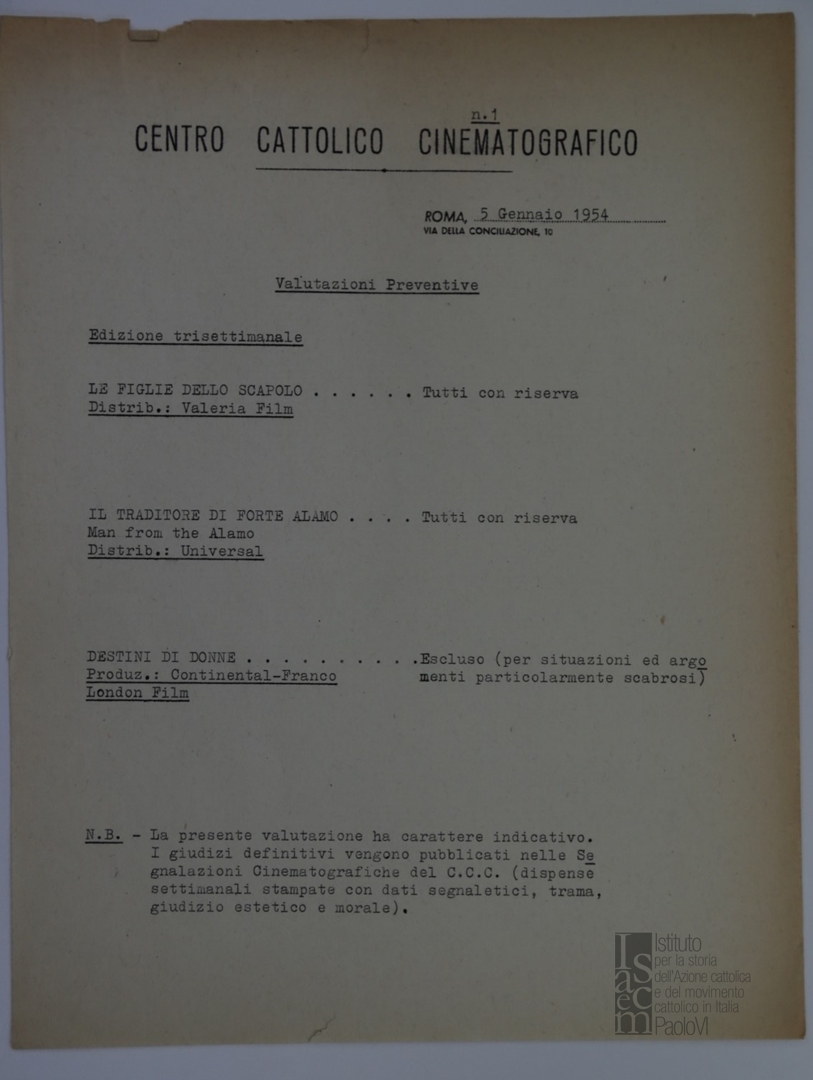 n.1
CENTRO CATTOLICO CINEMATOGRAFICO
ROMA, 5 Gennaio 1954
VIA DELLA CONCILIAZIONE, 10
Valutazioni Preventive
Edizione trisettimanale
LE FIGLIE DELLO SCAPOLO . . . . . . Tutti con riserva
Distrib.: Valeria Film
IL TRADITORE DI FORTE ALAMO . . . . Tutti con riserva
Man from the Alamo
Distrib.: Universal
DESTINI DI DONNE . . . . . . . . . .Escluso (per situazioni ed argo
Produz.: Continental-Franco menti particolarmente scabrosi)
London Film
N.B. - La presente valutazione ha carattere indicativo.
I giudizi definitivi vengono pubblicati nelle Se
gnalazioni Cinematografiche del C.C.C. (dispense
settimanali stampate con dati segnaletici, trama,
giudizio estetico e morale).
Isacem
Istituto
per la storia
dell'Azione cattolica
e del movimento
cattolico in Italia
PaoloVI